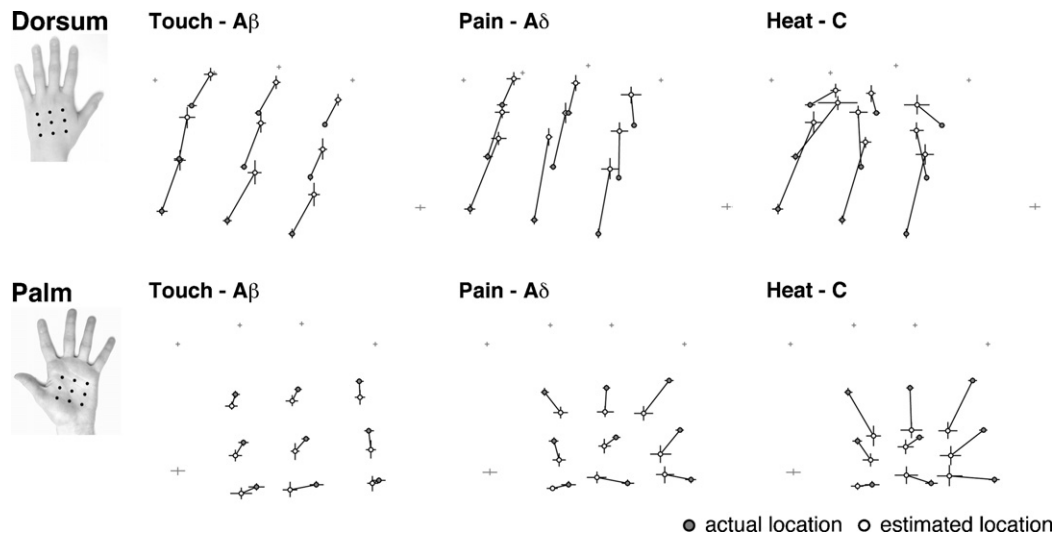 Dorsum
Touch - Aβ
Pain - Aδ
Heat - C
Palm
Touch - Aβ
Pain - Aδ
Heat - C
actual location
estimated location